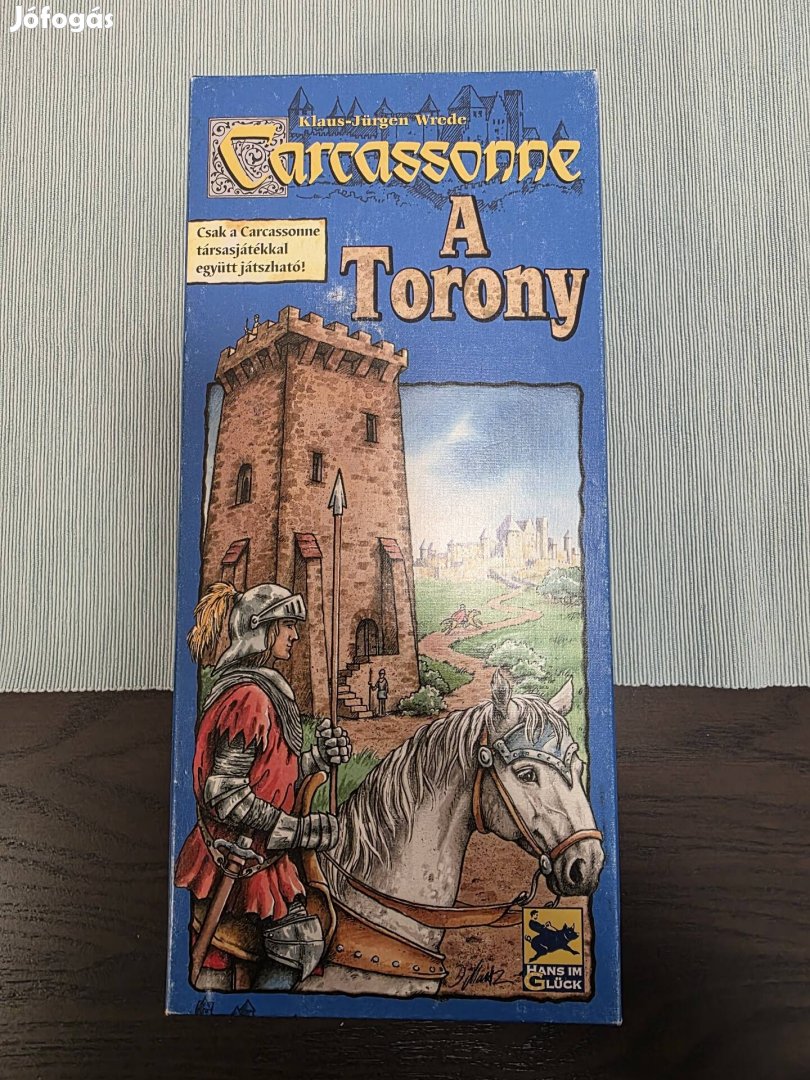 Jófogás
Klaus-Jürgen Wrede
Carcassonne
A
Torony
Csak a Carcassonne
társasjátékkal
együtt játszható!
HANS IM
GLÜCK